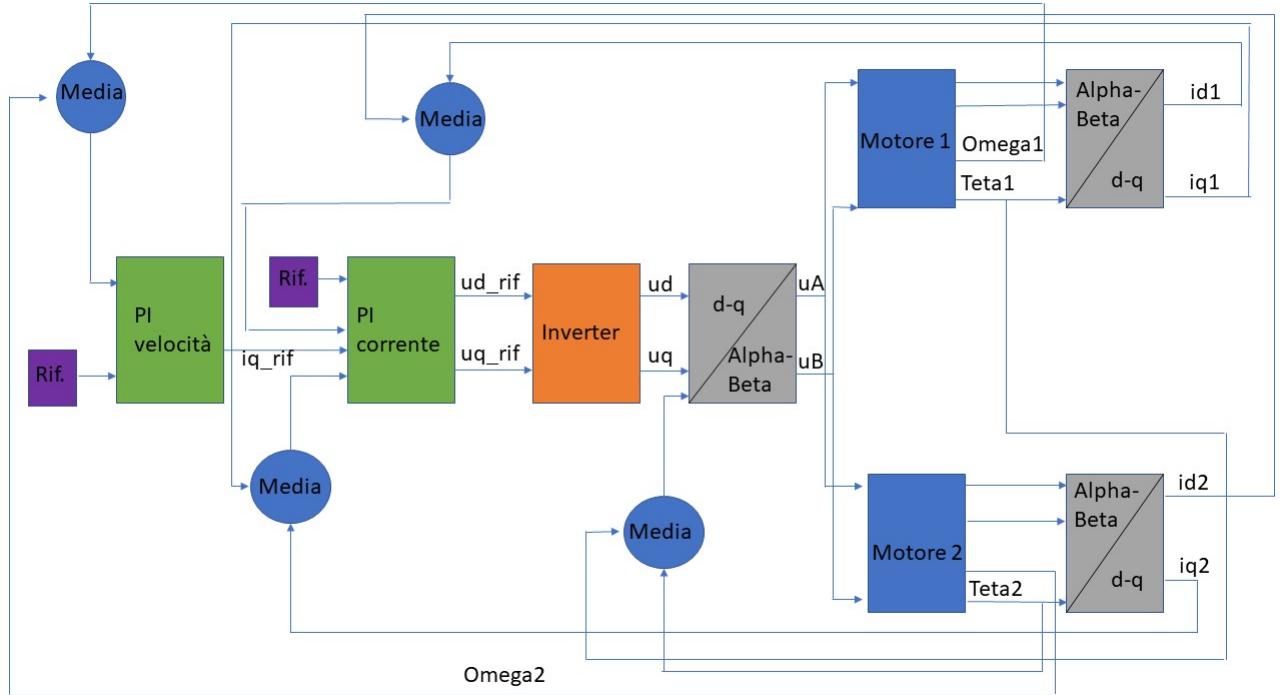 Media
Media
Motore 1
Omega1
Teta1
Alpha-
Beta
d-q
id1
iq1
Rif.
PI
velocità
iq_rif
Rif.
PI
corrente
ud_rif
uq_rif
Inverter
ud
uq
d-q
Alpha-
Beta
uA
uB
Media
Media
Motore 2
Teta2
Alpha-
Beta
d-q
id2
iq2
Omega2